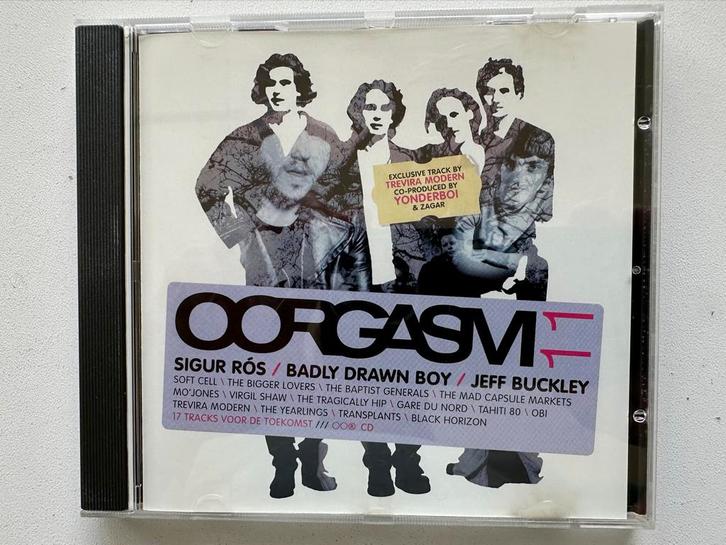 EXCLUSIVE TRACK BY
TREVIRA MODERN
CO-PRODUCED BY
YONDERBOI
& ZAGAR
OORGASM 11
SIGUR RÓS / BADLY DRAWN BOY / JEFF BUCKLEY
SOFT CELL \ THE BIGGER LOVERS \ THE BAPTIST GENERALS \ THE MAD CAPSULE MARKETS
MO'JONES \ VIRGIL SHAW \ THE TRAGICALLY HIP \ GARE DU NORD \ TAHITI 80 \ OBI
TREVIRA MODERN \ THE YEARLINGS \ TRANSPLANTS \ BLACK HORIZON
17 TRACKS VOOR DE TOEKOMST /// OOR CD